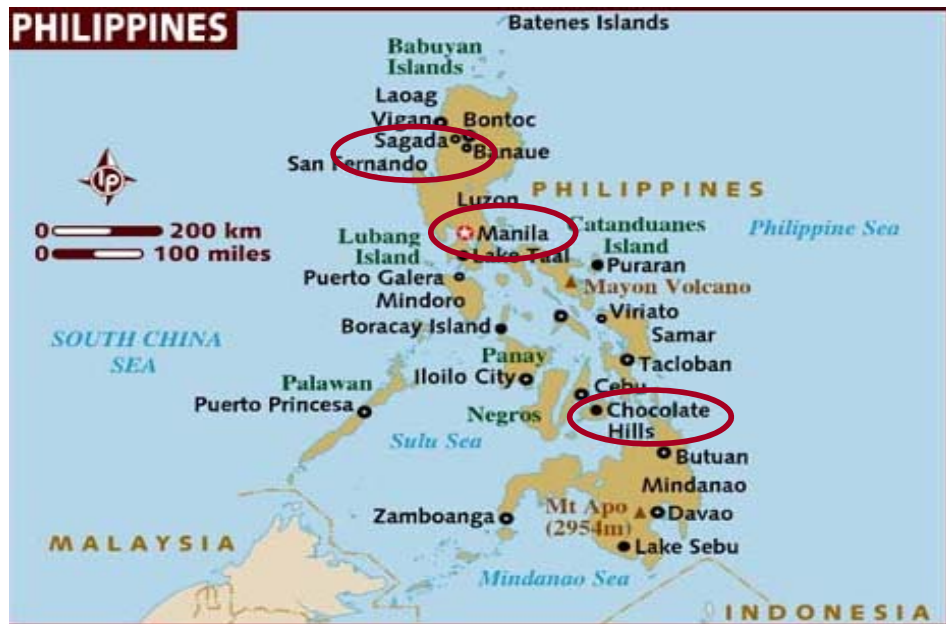 PHILIPPINES
Batenes Islands
Babuyan
Islands
Laoag
Vigan
Bontoc
Sagada
Banaue
San Fernando
lp
PHILIPPINES
Luzon
0 200 km
0 100 miles
Manila
Catanduanes
Island
Philippine Sea
Lubang
Island
Lake Taal
Puraran
Puerto Galera
Mayon Volcano
Mindoro
Viriato
Boracay Island
Samar
SOUTH CHINA
SEA
Panay
Tacloban
Palawan
Iloilo City
Cebu
Puerto Princesa
Negros
Chocolate
Hills
Sulu Sea
Butuan
Mindanao
Mt Apo
(2954m)
Davao
Zamboanga
MALAYSIA
Lake Sebu
Mindanao Sea
INDONESIA